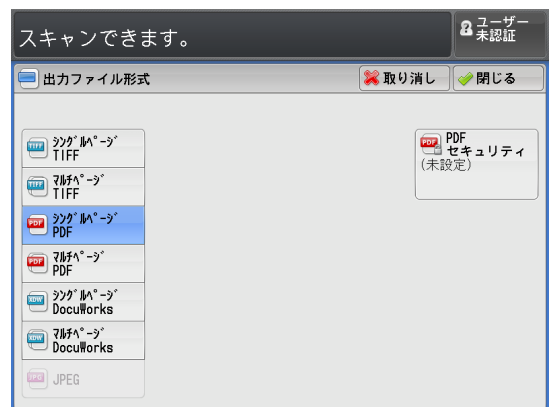 スキャンできます。
ユーザー
未認証
出力ファイル形式
取り消し
閉じる
ｼﾝｸﾞﾙﾍﾟｰｼﾞ
TIFF
ﾏﾙﾁﾍﾟｰｼﾞ
TIFF
ｼﾝｸﾞﾙﾍﾟｰｼﾞ
PDF
ﾏﾙﾁﾍﾟｰｼﾞ
PDF
ｼﾝｸﾞﾙﾍﾟｰｼﾞ
DocuWorks
ﾏﾙﾁﾍﾟｰｼﾞ
DocuWorks
JPEG
PDF
セキュリティ
(未設定)